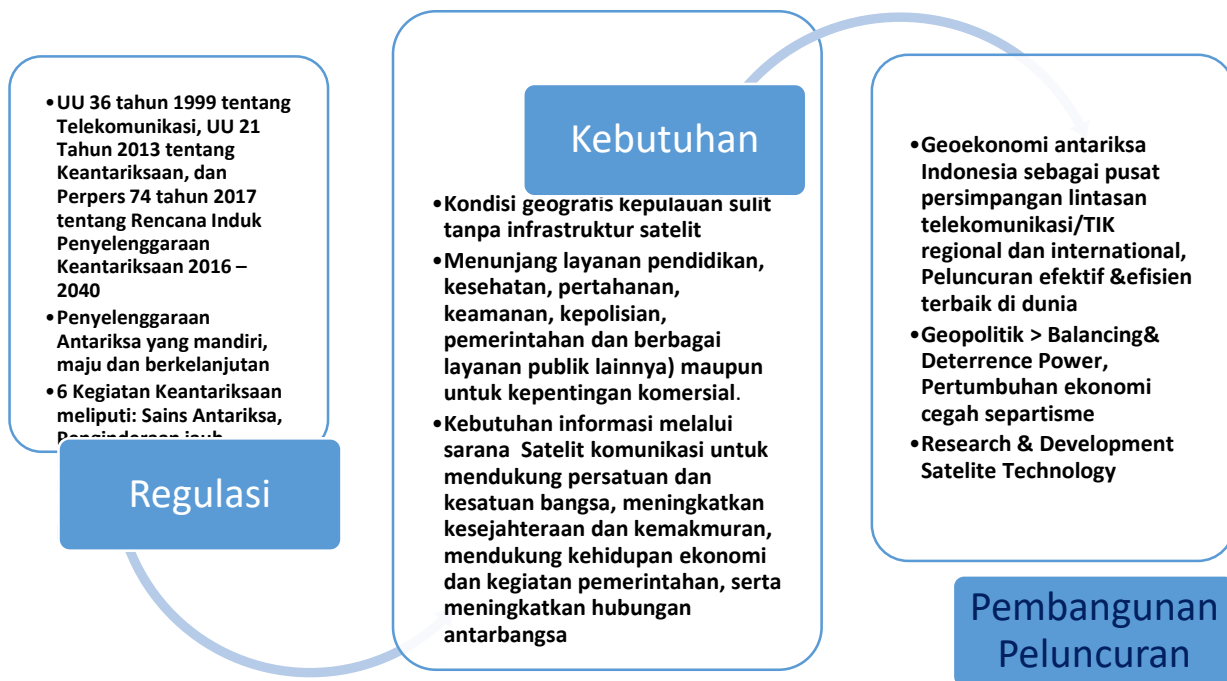 •UU 36 tahun 1999 tentang
Telekomunikasi, UU 21
Tahun 2013 tentang
Keantariksaan, dan
Perpers 74 tahun 2017
tentang Rencana Induk
Penyelenggaraan
Keantariksaan 2016 –
2040
•Penyelenggaraan
Antariksa yang mandiri,
maju dan berkelanjutan
•6 Kegiatan Keantariksaan
meliputi: Sains Antariksa,
Penginderaan jauh
Regulasi
Kebutuhan
•Kondisi geografis kepulauan sulit
tanpa infrastruktur satelit
•Menunjang layanan pendidikan,
kesehatan, pertahanan,
keamanan, kepolisian,
pemerintahan dan berbagai
layanan publik lainnya) maupun
untuk kepentingan komersial.
•Kebutuhan informasi melalui
sarana Satelit komunikasi untuk
mendukung persatuan dan
kesatuan bangsa, meningkatkan
kesejahteraan dan kemakmuran,
mendukung kehidupan ekonomi
dan kegiatan pemerintahan, serta
meningkatkan hubungan
antarbangsa
•Geoekonomi antariksa
Indonesia sebagai pusat
persimpangan lintasan
telekomunikasi/TIK
regional dan international,
Peluncuran efektif &efisien
terbaik di dunia
•Geopolitik > Balancing&
Deterrence Power,
Pertumbuhan ekonomi
cegah separtisme
•Research & Development
Satelite Technology
Pembangunan
Peluncuran